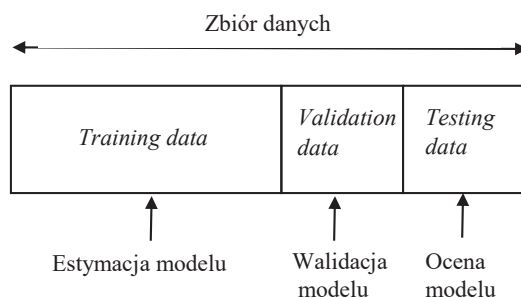 Zbiór danych
Training data
Validation
data
Testing
data
Estymacja modelu
Walidacja
modelu
Ocena
modelu